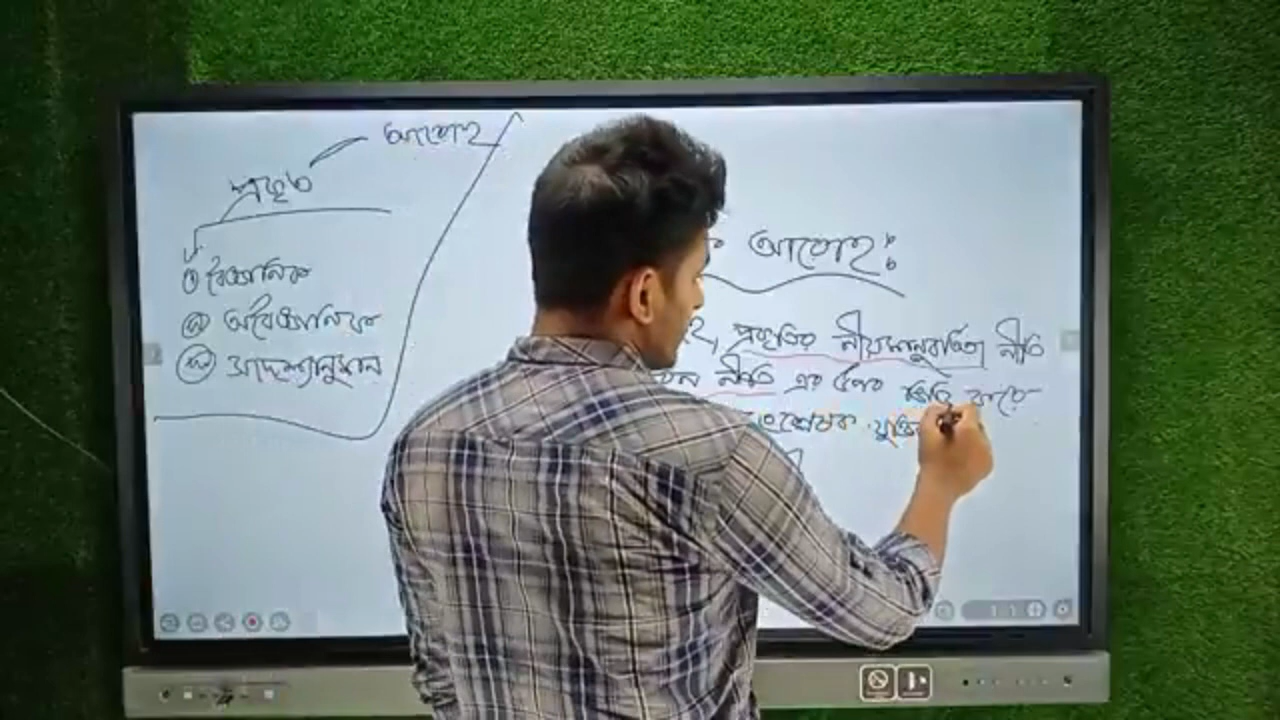 আরোহ
প্রকৃত
① বৈজ্ঞানিক
② অবৈজ্ঞানিক
③ সাদৃশ্যানুমান
আরোহঃ
প্রকৃতির নীয়মানুবর্তিতা নীতি
নীতি এর উপর ভিত্তি করে